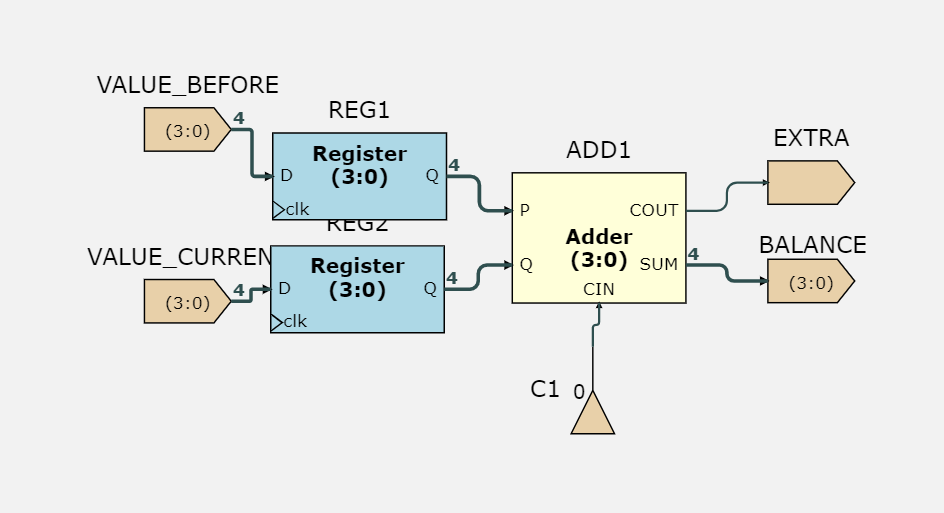 VALUE_BEFORE
(3:0)
4
REG1
Register
(3:0)
D
Q
clk
4
VALUE_CURREN
(3:0)
4
REG2
Register
(3:0)
D
Q
clk
4
ADD1
P
COUT
Adder
(3:0)
Q
SUM
CIN
4
EXTRA
BALANCE
(3:0)
C1
0